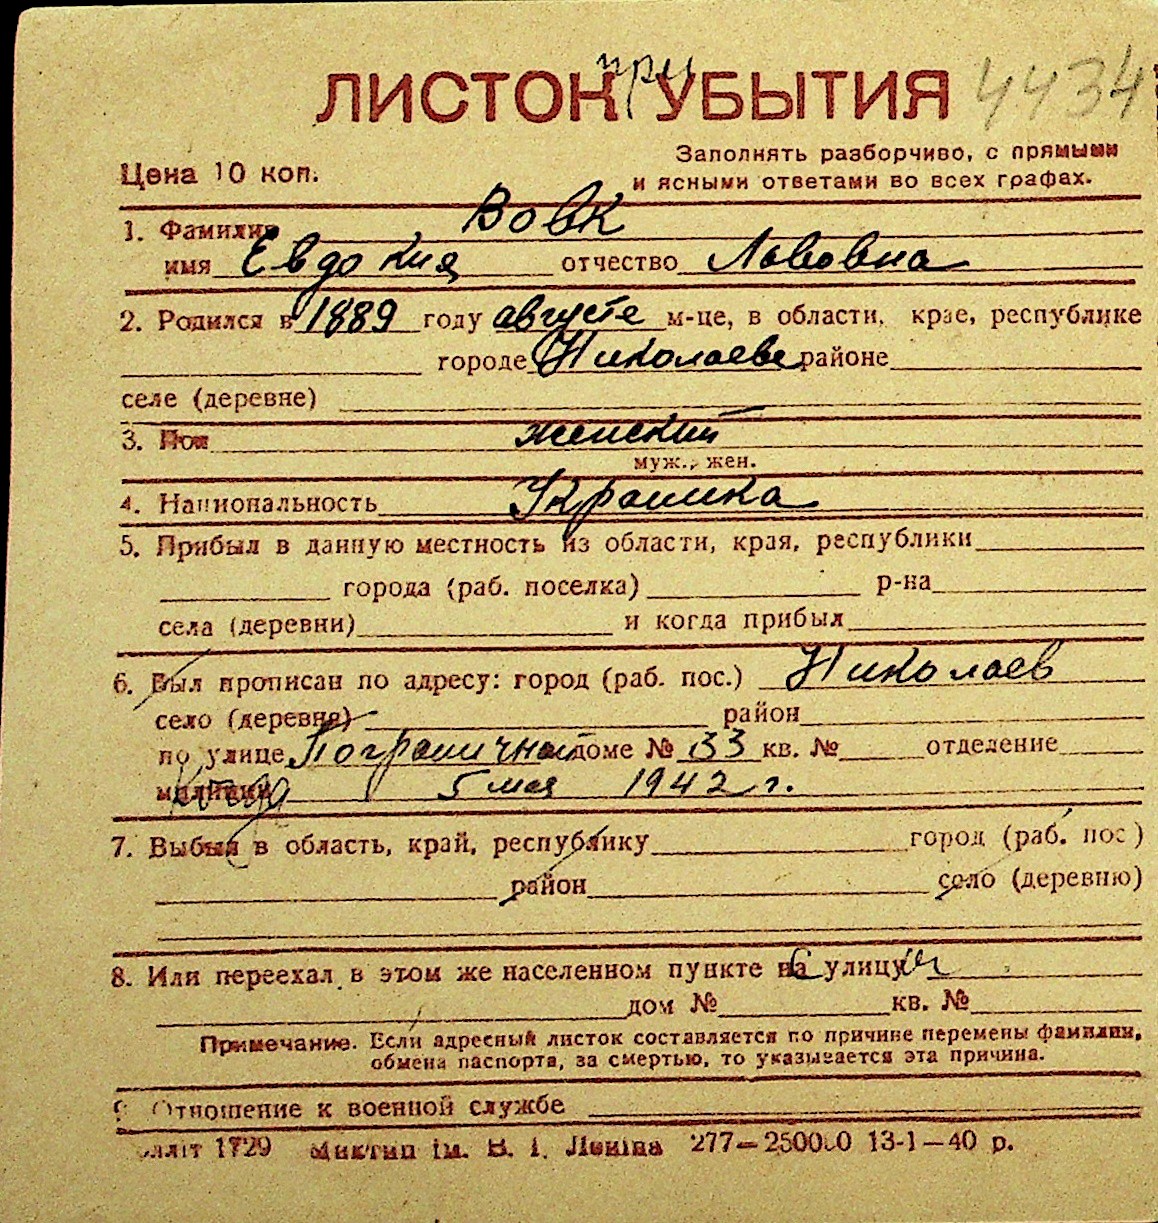 ЛИСТОК при УБЫТИЯ 4434
Цена 10 коп.
Заполнять разборчиво, с прямыми
и ясными ответами во всех графах.
1. Фамилия Вовк
имя Евдокия отчество Львовна
2. Родился в 1889 году августе м-це, в области, крае, республике
городе Николаеве районе
селе (деревне)
3. Пол женский
муж., жен.
4. Национальность Украинка
5. Прибыл в данную местность из области, края, республики
города (раб. поселка) р-на
села (деревни) и когда прибыл
6. Был прописан по адресу: город (раб. пос.) Николаев
село (деревня) район
по улице Пограничной доме № 33 кв. № отделение
милиции когда 5 мая 1942 г.
7. Выбыл в область, край, республику город (раб. пос)
район село (деревню)
8. Или переехал в этом же населенном пункте на С улицу
дом № кв. №
Примечание. Если адресный листок составляется по причине перемены фамилии,
обмена паспорта, за смертью, то указывается эта причина.
9 Отношение к военной службе
1729 Миктип ім. В. І. Леніна 277—250000 13-1—40 р.